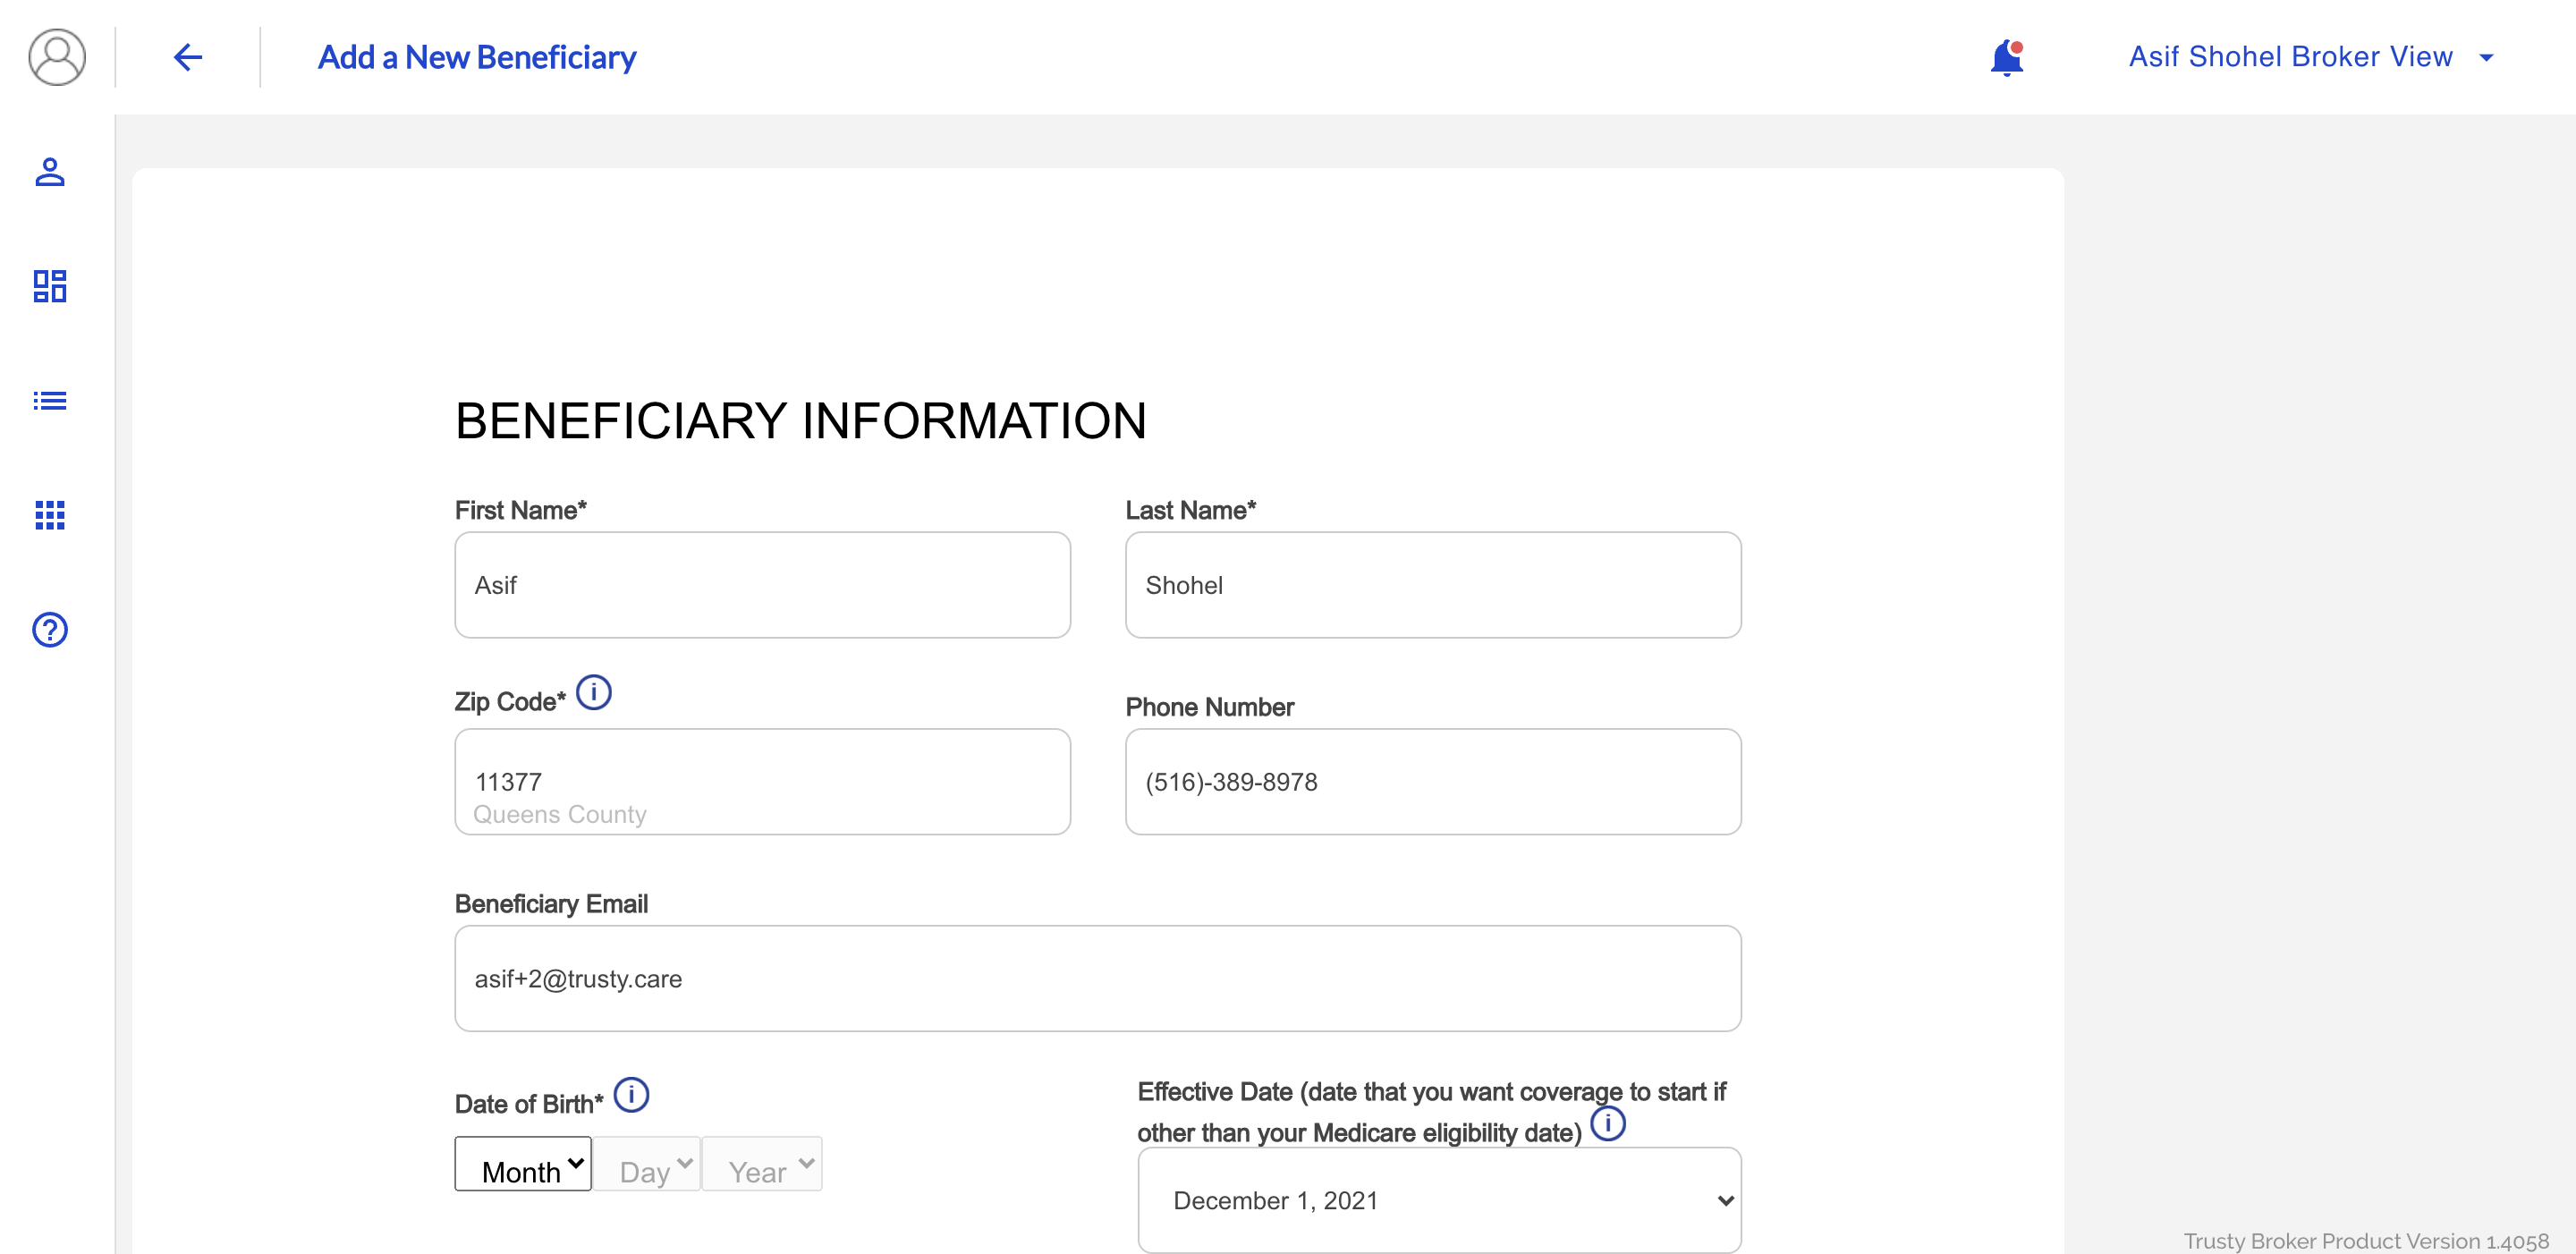 Add a New Beneficiary
Asif Shohel Broker View
BENEFICIARY INFORMATION
First Name*
Last Name*
Asif
Shohel
Zip Code*
Phone Number
11377
Queens County
(516)-389-8978
Beneficiary Email
asif+2@trusty.care
Date of Birth*
Effective Date (date that you want coverage to start if
other than your Medicare eligibility date)
Month
Day
Year
December 1, 2021
Trusty Broker Product Version 1.4058